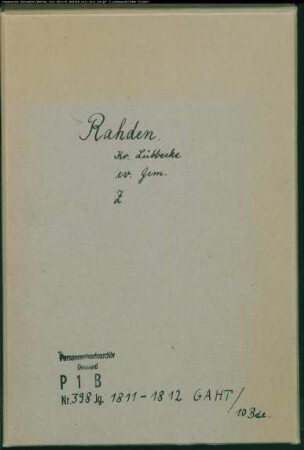 Rahden.
Kr. Lübbecke
ev. Gem.
Z
Personenstandsarchiv
Detmold
P 1 B
Nr. 398 Jg. 1811-1812 GAHT/
10 Bde.